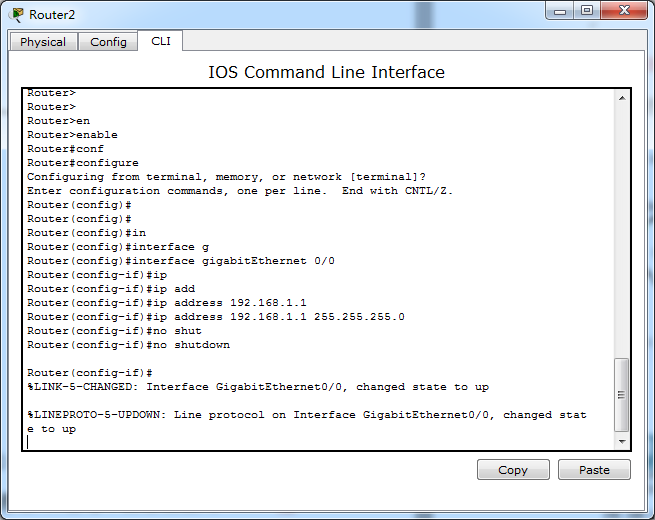 Router2
Physical Config CLI
IOS Command Line Interface
Router>
Router>
Router>en
Router>enable
Router#conf
Router#configure
Configuring from terminal, memory, or network [terminal]?
Enter configuration commands, one per line.  End with CNTL/Z.
Router(config)#
Router(config)#
Router(config)#in
Router(config)#interface g
Router(config)#interface gigabitEthernet 0/0
Router(config-if)#ip
Router(config-if)#ip add
Router(config-if)#ip address 192.168.1.1
Router(config-if)#ip address 192.168.1.1 255.255.255.0
Router(config-if)#no shut
Router(config-if)#no shutdown
Router(config-if)#
%LINK-5-CHANGED: Interface GigabitEthernet0/0, changed state to up
%LINEPROTO-5-UPDOWN: Line protocol on Interface GigabitEthernet0/0, changed stat
e to up
Copy Paste